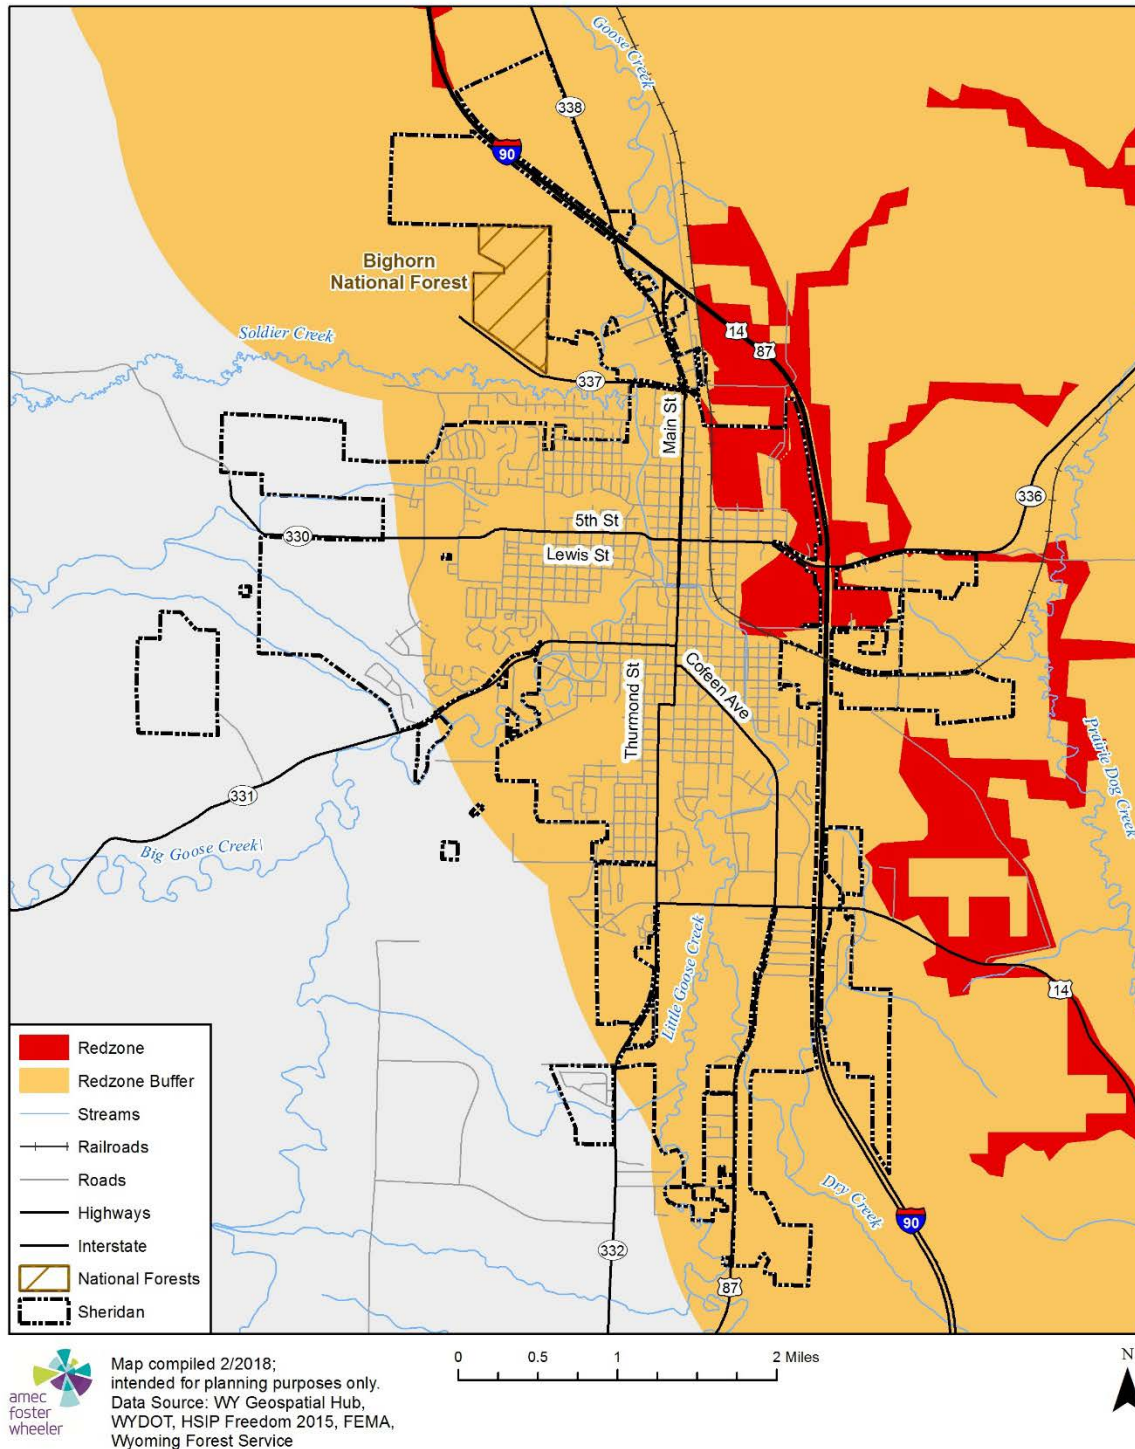 Goose Creek
338
90
Bighorn
National Forest
14
87
Soldier Creek
337
Main St
336
5th St
330
Lewis St
Cofeen Ave
Thurmond St
Prairie Dog Creek
331
Big Goose Creek\
Little Goose Creek
14
Redzone
Redzone Buffer
Streams
Railroads
Roads
Highways
Interstate
National Forests
Sheridan
Dry Creek
90
332
87
amec
foster
wheeler
Map compiled 2/2018;
intended for planning purposes only.
Data Source: WY Geospatial Hub,
WYDOT, HSIP Freedom 2015, FEMA,
Wyoming Forest Service
0 0.5 1 2 Miles
N